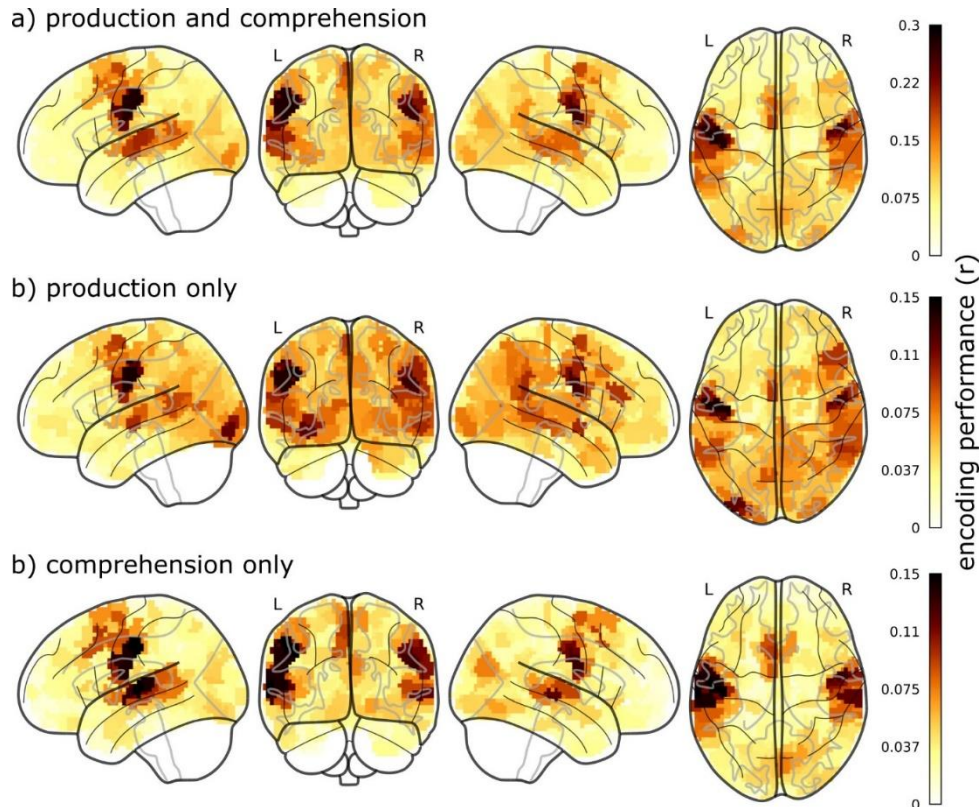 a) production and comprehension
L R L R
0.3
0.22
0.15
0.075
0
b) production only
L R L R
0.15
0.11
0.075
0.037
0
b) comprehension only
L R L R
0.15
0.11
0.075
0.037
0
encoding performance (r)